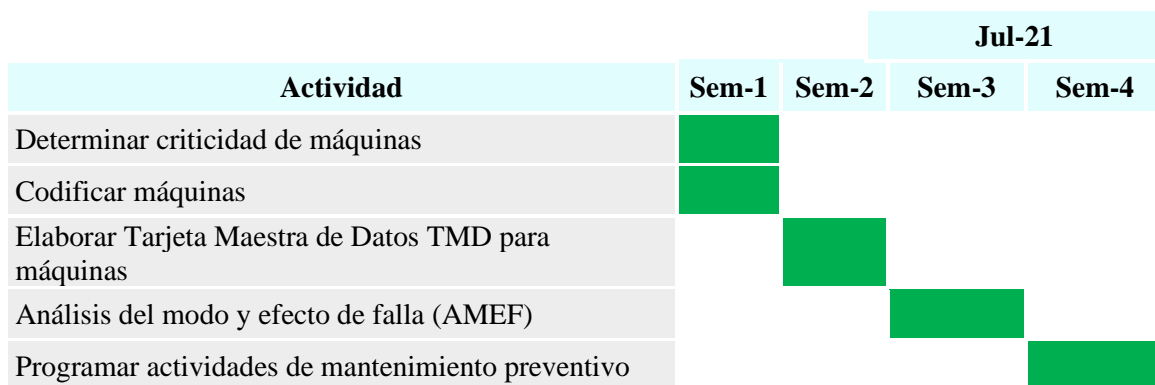 Jul-21
Actividad Sem-1 Sem-2 Sem-3 Sem-4
Determinar criticidad de máquinas
Codificar máquinas
Elaborar Tarjeta Maestra de Datos TMD para
máquinas
Análisis del modo y efecto de falla (AMEF)
Programar actividades de mantenimiento preventivo